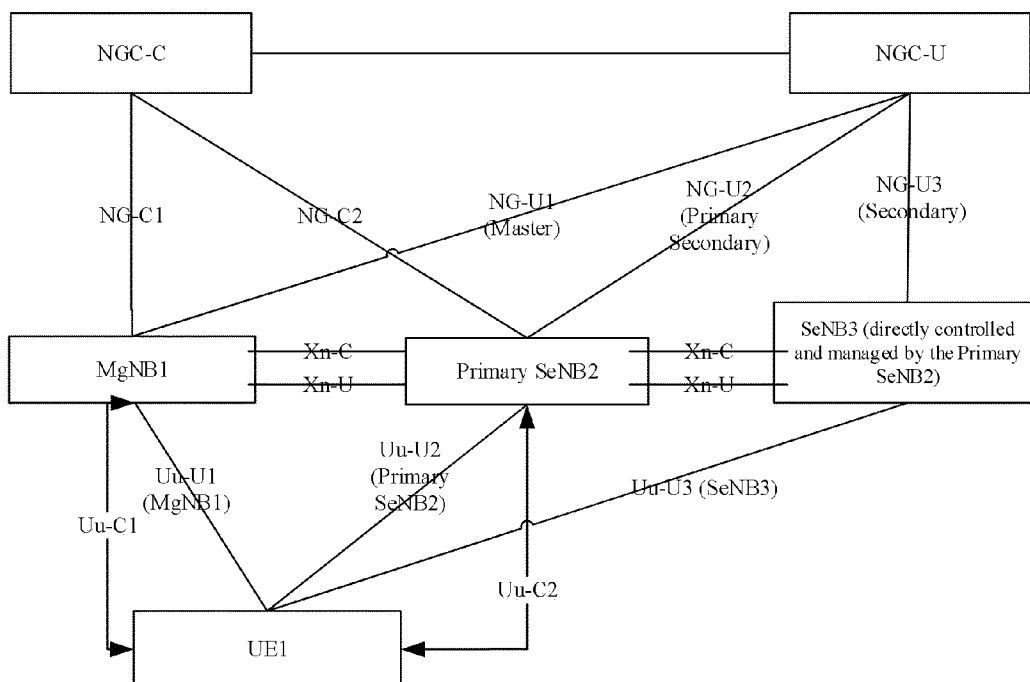 NGC-C
NGC-U
NG-C1
NG-C2
NG-U1
(Master)
NG-U2
(Primary
Secondary)
NG-U3
(Secondary)
MgNB1
Xn-C
Xn-U
Primary SeNB2
Xn-C
Xn-U
SeNB3 (directly controlled
and managed by the Primary
SeNB2)
Uu-C1
Uu-U1
(MgNB1)
Uu-U2
(Primary
SeNB2)
Uu-C2
Uu-U3 (SeNB3)
UE1